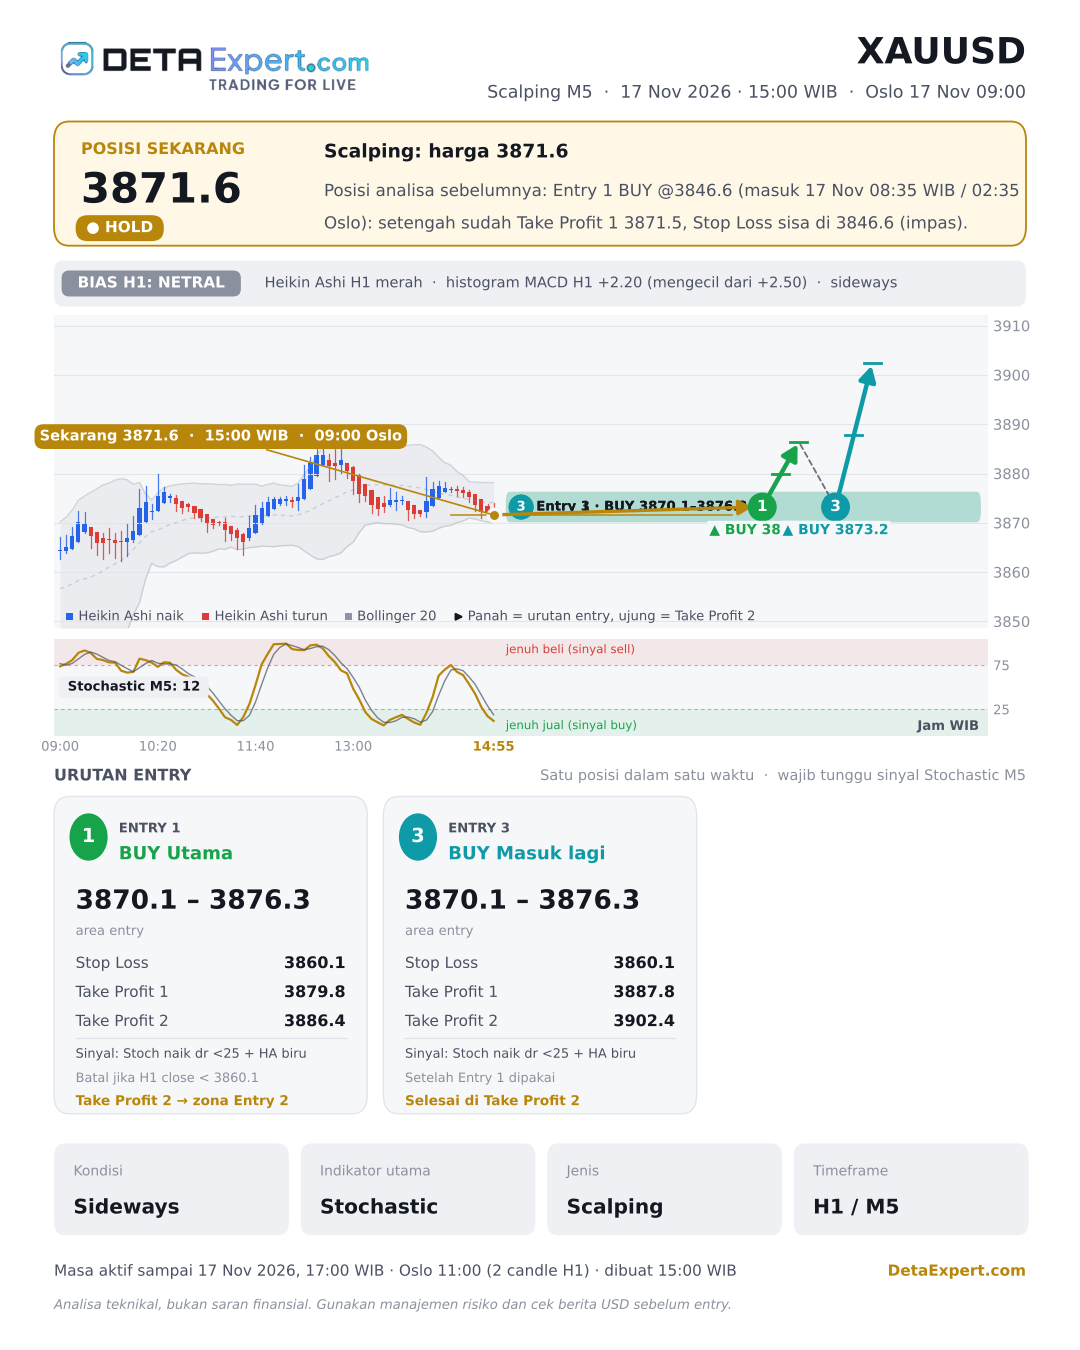 DETA Expert.com
TRADING FOR LIVE
XAUUSD
Scalping M5 · 17 Nov 2026 · 15:00 WIB · Oslo 17 Nov 09:00
POSISI SEKARANG
3871.6
HOLD
Scalping: harga 3871.6
Posisi analisa sebelumnya: Entry 1 BUY @3846.6 (masuk 17 Nov 08:35 WIB / 02:35
Oslo): setengah sudah Take Profit 1 3871.5, Stop Loss sisa di 3846.6 (impas).
BIAS H1: NETRAL
Heikin Ashi H1 merah · histogram MACD H1 +2.20 (mengecil dari +2.50) · sideways
3910
3900
3890
3880
3870
3860
3850
Sekarang 3871.6 · 15:00 WIB · 09:00 Oslo
3
Entry 3 · BUY 3870.1–3876.3
1
3
▲ BUY 38
▲ BUY 3873.2
Heikin Ashi naik
Heikin Ashi turun
Bollinger 20
Panah = urutan entry, ujung = Take Profit 2
jenuh beli (sinyal sell)
75
Stochastic M5: 12
25
jenuh jual (sinyal buy)
Jam WIB
09:00 10:20 11:40 13:00 14:55
URUTAN ENTRY
Satu posisi dalam satu waktu · wajib tunggu sinyal Stochastic M5
1
ENTRY 1
BUY Utama
3870.1 – 3876.3
area entry
Stop Loss 3860.1
Take Profit 1 3879.8
Take Profit 2 3886.4
Sinyal: Stoch naik dr <25 + HA biru
Batal jika H1 close < 3860.1
Take Profit 2 → zona Entry 2
3
ENTRY 3
BUY Masuk lagi
3870.1 – 3876.3
area entry
Stop Loss 3860.1
Take Profit 1 3887.8
Take Profit 2 3902.4
Sinyal: Stoch naik dr <25 + HA biru
Setelah Entry 1 dipakai
Selesai di Take Profit 2
Kondisi
Sideways
Indikator utama
Stochastic
Jenis
Scalping
Timeframe
H1 / M5
Masa aktif sampai 17 Nov 2026, 17:00 WIB · Oslo 11:00 (2 candle H1) · dibuat 15:00 WIB
DetaExpert.com
Analisa teknikal, bukan saran finansial. Gunakan manajemen risiko dan cek berita USD sebelum entry.